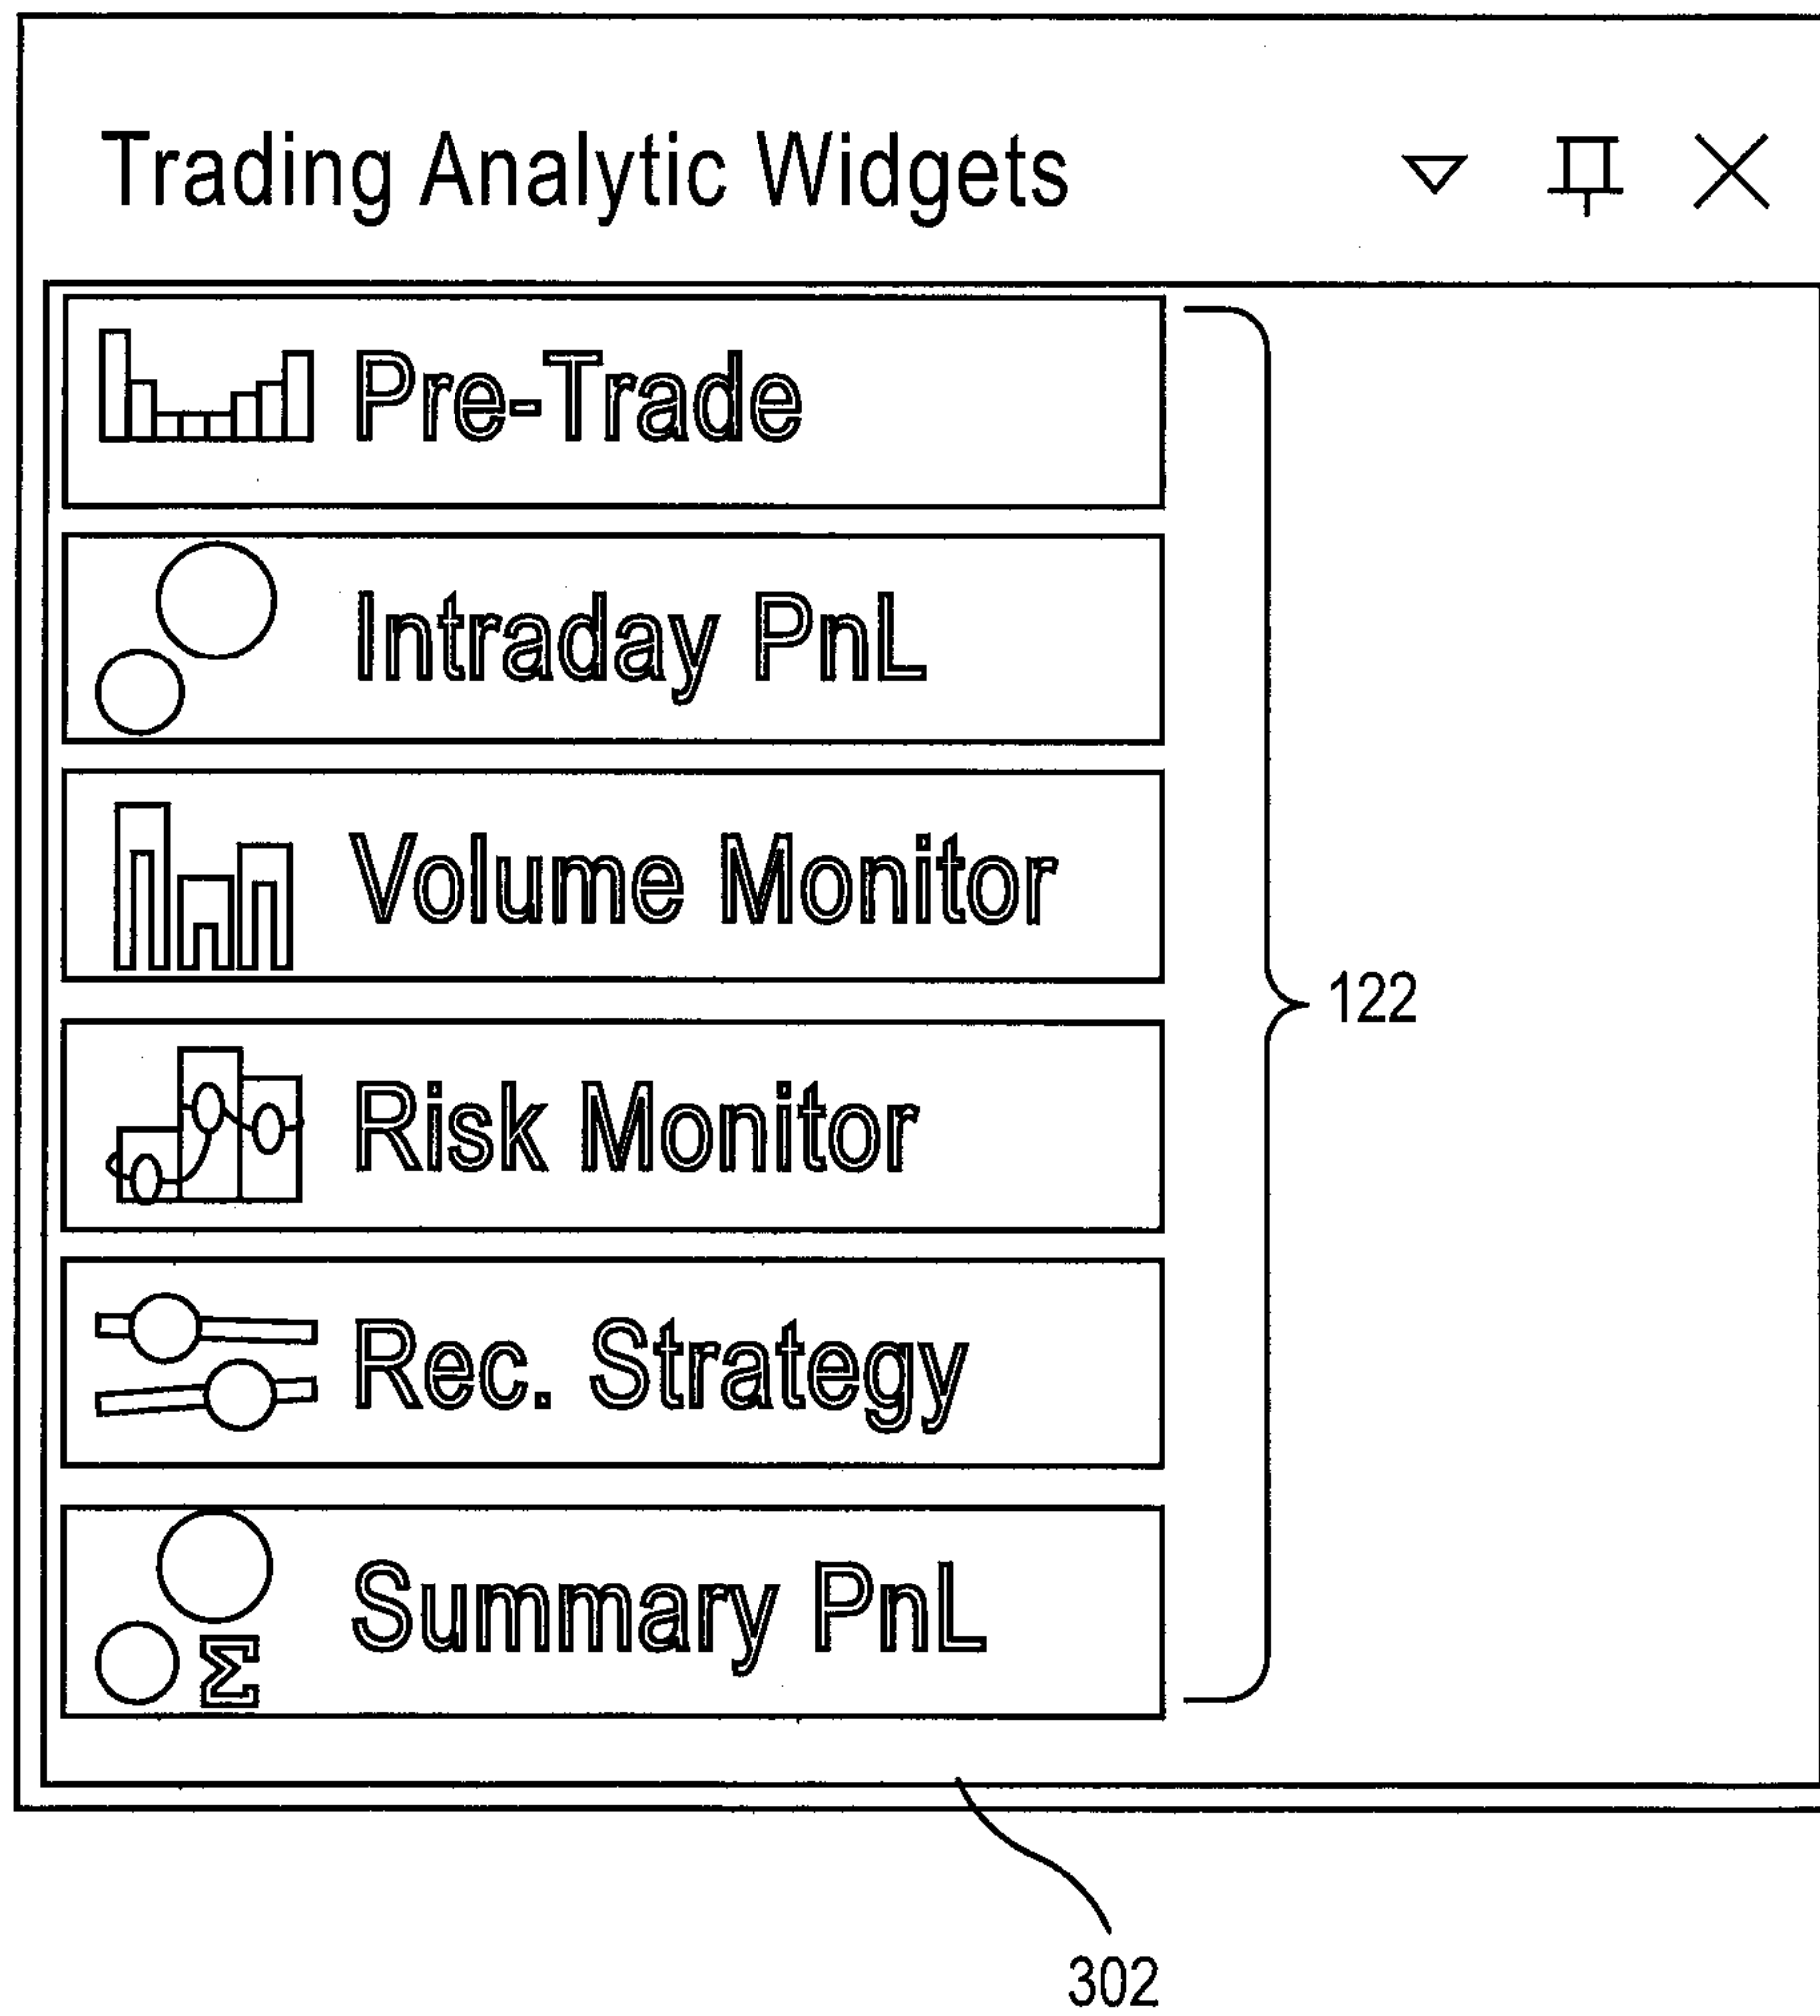 Trading Analytic Widgets
Pre-Trade
Intraday PnL
Volume Monitor
122
Risk Monitor
Rec. Strategy
Summary PnL
Σ
302